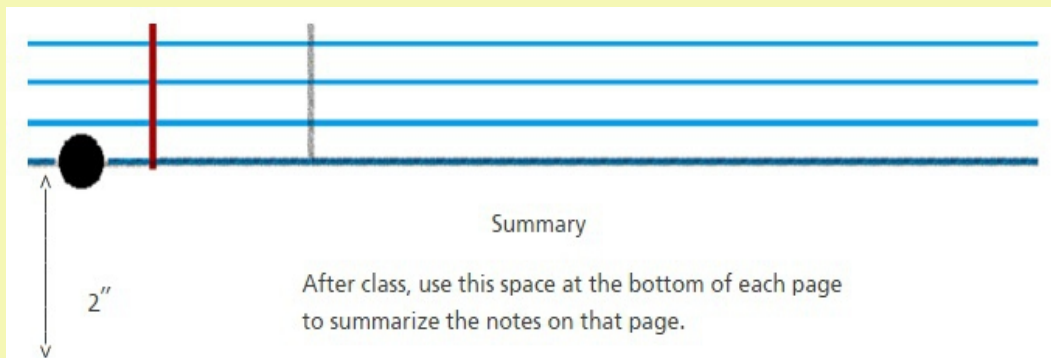 Summary
After class, use this space at the bottom of each page
2″
to summarize the notes on that page.